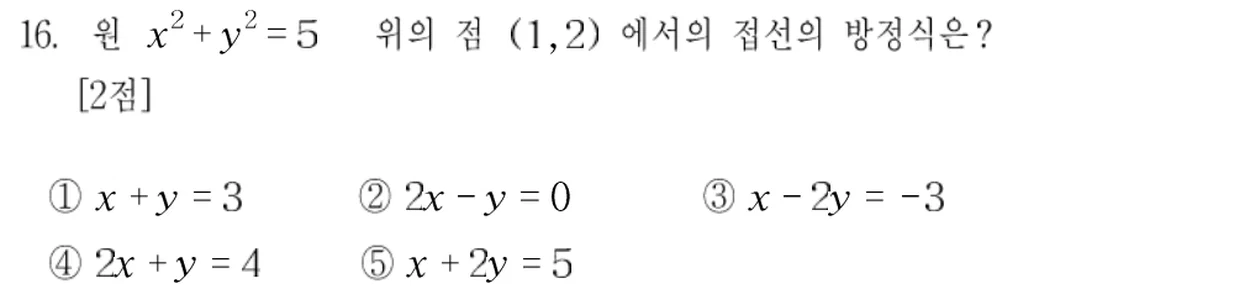 16. 원 x² + y² = 5 위의 점 (1,2) 에서의 접선의 방정식은?
[2점]
① x + y = 3 ② 2x - y = 0 ③ x - 2y = -3
④ 2x + y = 4 ⑤ x + 2y = 5